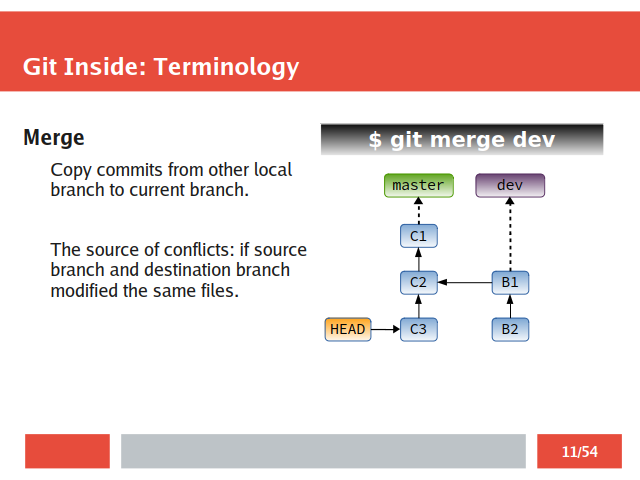 Git Inside: Terminology
Merge
Copy commits from other local
branch to current branch.
The source of conflicts: if source
branch and destination branch
modified the same files.
$ git merge dev
master
dev
C1
C2
B1
HEAD
C3
B2
11/54